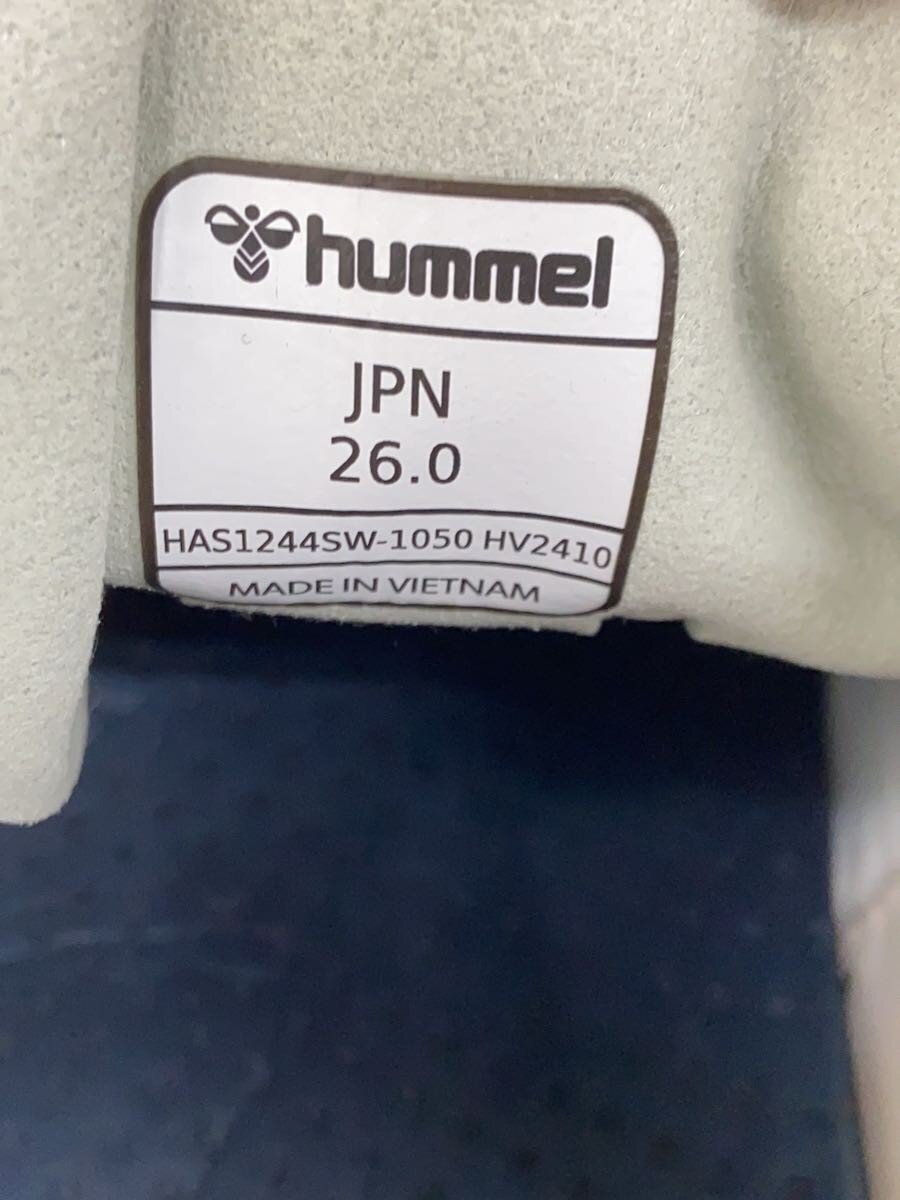 hummel
JPN
26.0
HAS1244SW-1050 HV2410
MADE IN VIETNAM